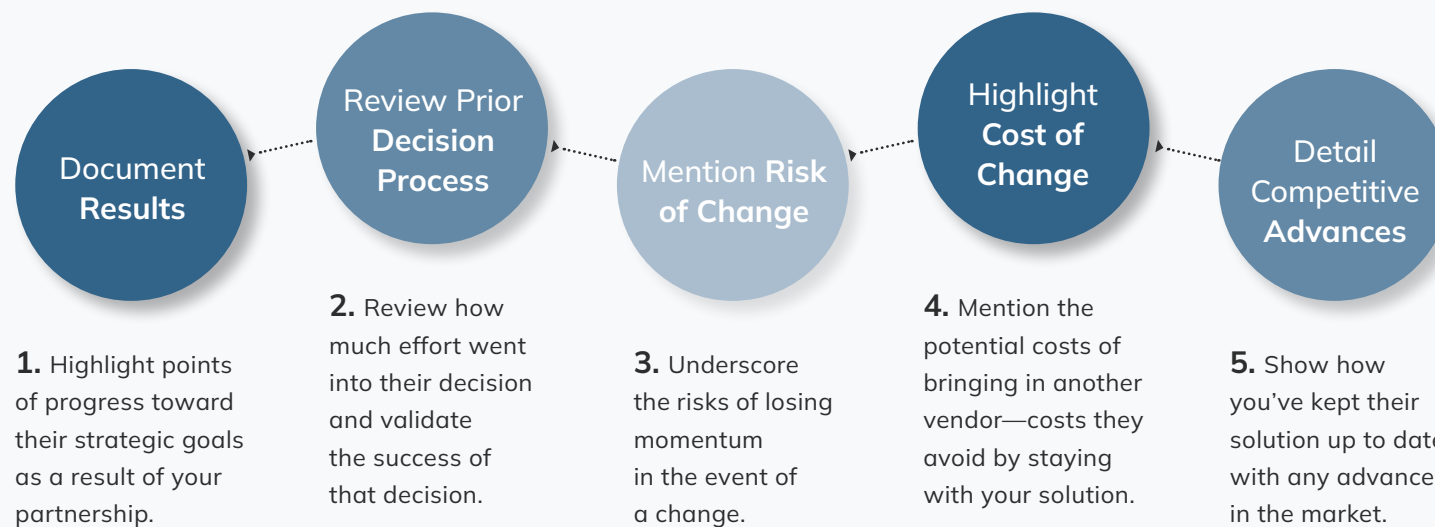 Document
Results
Review Prior
Decision
Process
Mention Risk
of Change
Highlight
Cost of
Change
Detail
Competitive
Advances
1. Highlight points
of progress toward
their strategic goals
as a result of your
partnership.
2. Review how
much effort went
into their decision
and validate
the success of
that decision.
3. Underscore
the risks of losing
momentum
in the event of
a change.
4. Mention the
potential costs of
bringing in another
vendor—costs they
avoid by staying
with your solution.
5. Show how
you’ve kept their
solution up to date
with any advance
in the market.